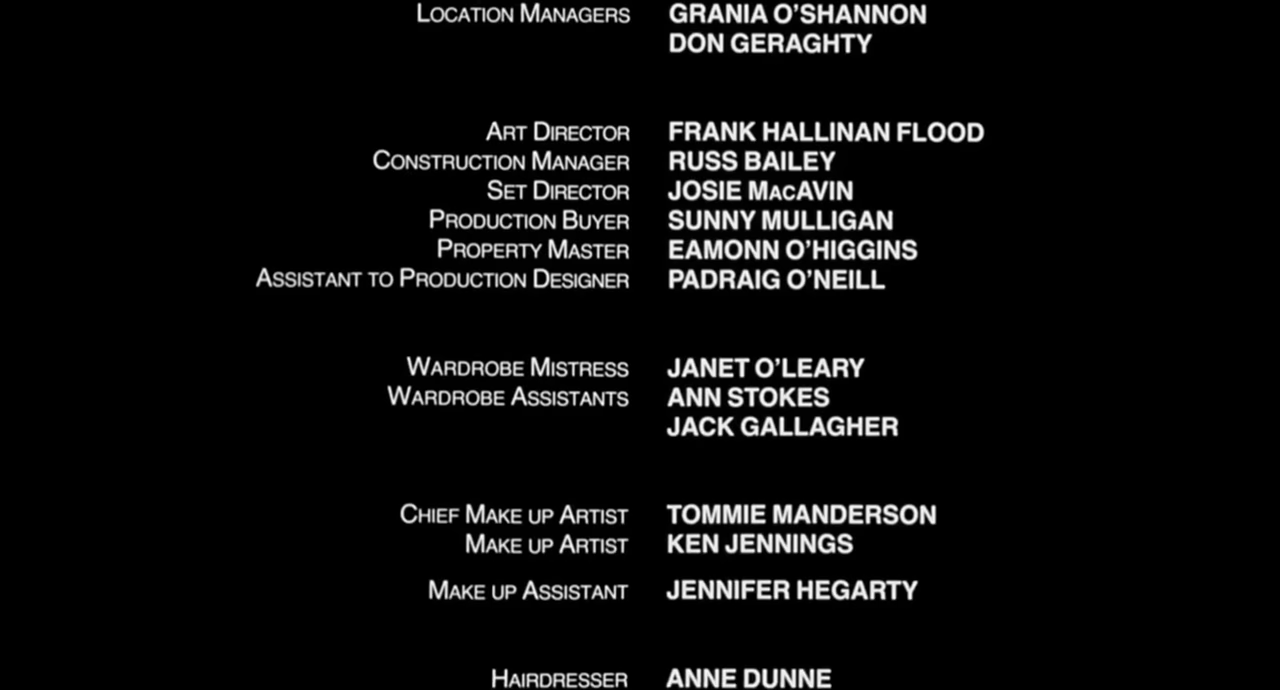 Location Managers GRANIA O'SHANNON
DON GERAGHTY
Art Director FRANK HALLINAN FLOOD
Construction Manager RUSS BAILEY
Set Director JOSIE MacAVIN
Production Buyer SUNNY MULLIGAN
Property Master EAMONN O'HIGGINS
Assistant to Production Designer PADRAIG O'NEILL
Wardrobe Mistress JANET O'LEARY
Wardrobe Assistants ANN STOKES
JACK GALLAGHER
Chief Make up Artist TOMMIE MANDERSON
Make up Artist KEN JENNINGS
Make up Assistant JENNIFER HEGARTY
Hairdresser ANNE DUNNE